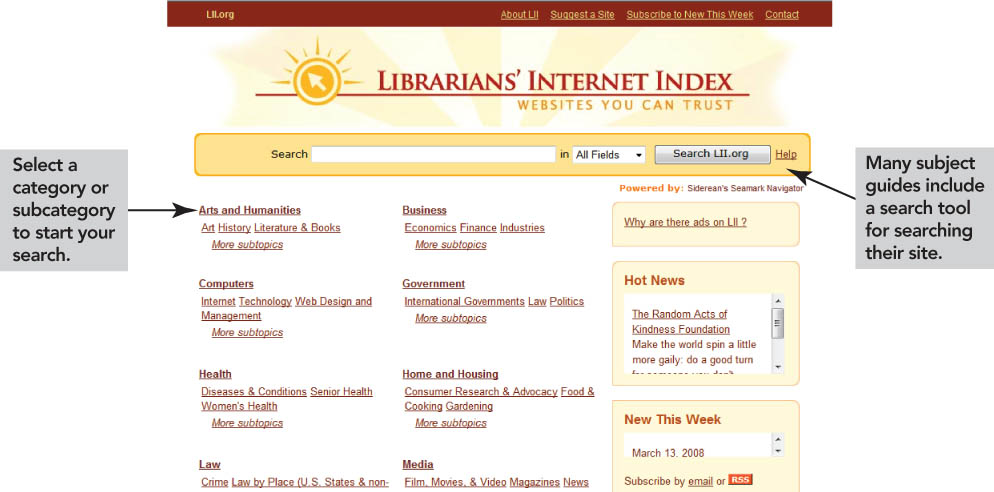 LII.org
About LII Suggest a Site Subscribe to New This Week Contact
LIBRARIANS' INTERNET INDEX
WEBSITES YOU CAN TRUST
Search in All Fields Search LII.org Help
Powered by: Siderean's Seamark Navigator
Select a
category or
subcategory
to start your
search.
Many subject
guides include
a search tool
for searching
their site.
Arts and Humanities
Art History Literature & Books
More subtopics
Business
Economics Finance Industries
More subtopics
Computers
Internet Technology Web Design and
Management
More subtopics
Government
International Governments Law Politics
More subtopics
Health
Diseases & Conditions Senior Health
Women's Health
More subtopics
Home and Housing
Consumer Research & Advocacy Food &
Cooking Gardening
More subtopics
Law
Crime Law by Place (U.S. States & non-
Media
Film, Movies, & Video Magazines News
Why are there ads on LII ?
Hot News
The Random Acts of
Kindness Foundation
Make the world spin a little
more gaily: do a good turn
for someone you don't
New This Week
March 13, 2008
Subscribe by email or RSS